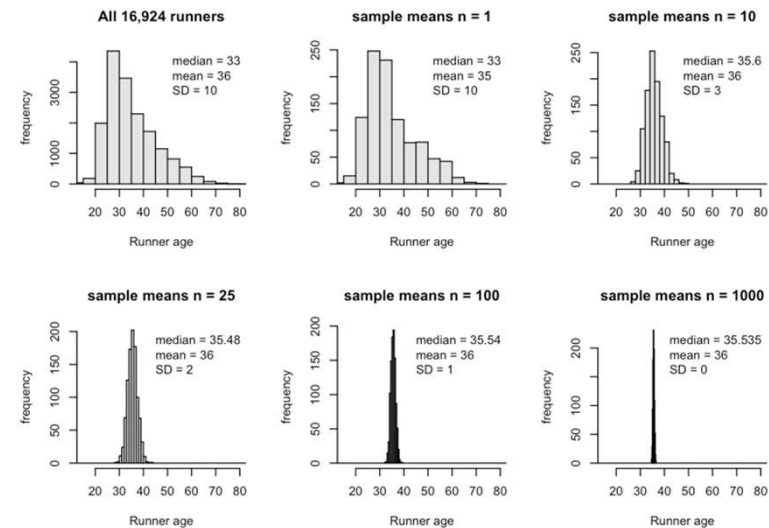 All 16,924 runners
median = 33
mean = 36
SD = 10
frequency
0
1000
3000
20 30 40 50 60 70 80
Runner age
sample means n = 1
median = 33
mean = 35
SD = 10
frequency
0
50
150
250
20 30 40 50 60 70 80
Runner age
sample means n = 10
median = 35.6
mean = 36
SD = 3
frequency
0
50
150
250
20 30 40 50 60 70 80
Runner age
sample means n = 25
median = 35.48
mean = 36
SD = 2
frequency
0
50
100
150
200
20 30 40 50 60 70 80
Runner age
sample means n = 100
median = 35.54
mean = 36
SD = 1
frequency
0
50
100
150
200
20 30 40 50 60 70 80
Runner age
sample means n = 1000
median = 35.535
mean = 36
SD = 0
frequency
0
50
100
200
20 30 40 50 60 70 80
Runner age